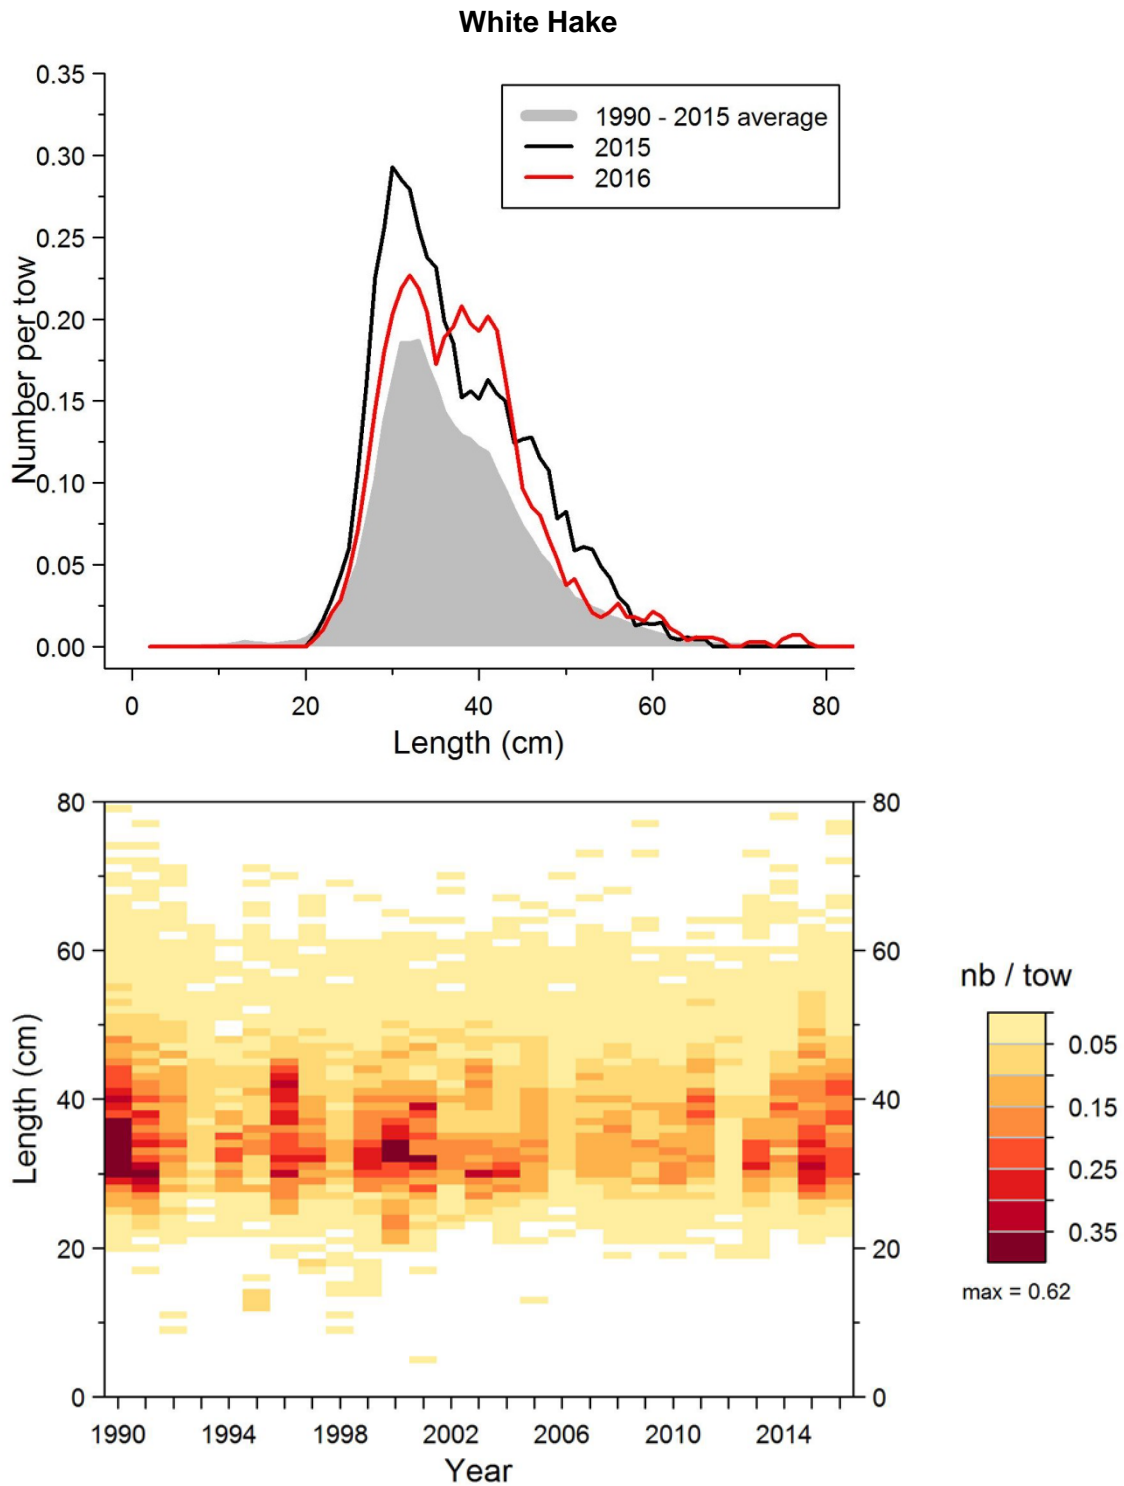 White Hake
0.35
0.30
0.25
0.20
0.15
0.10
0.05
0.00
Number per tow
1990 - 2015 average
2015
2016
0 20 40 60 80
Length (cm)
80 80
60 60
40 40
20 20
0 0
Length (cm)
1990 1994 1998 2002 2006 2010 2014
Year
nb / tow
0.05
0.15
0.25
0.35
max = 0.62